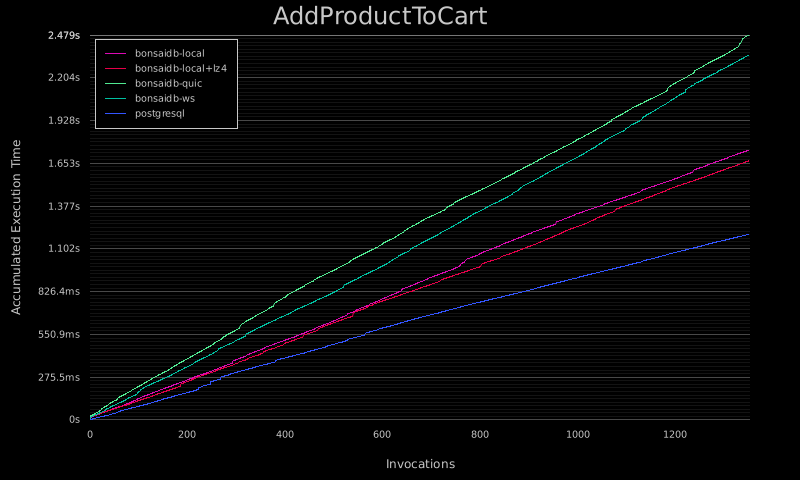 AddProductToCart
2.479s
2.204s
1.928s
1.653s
1.377s
1.102s
826.4ms
550.9ms
275.5ms
0s
Accumulated Execution Time
bonsaidb-local
bonsaidb-local+lz4
bonsaidb-quic
bonsaidb-ws
postgresql
0 200 400 600 800 1000 1200
Invocations